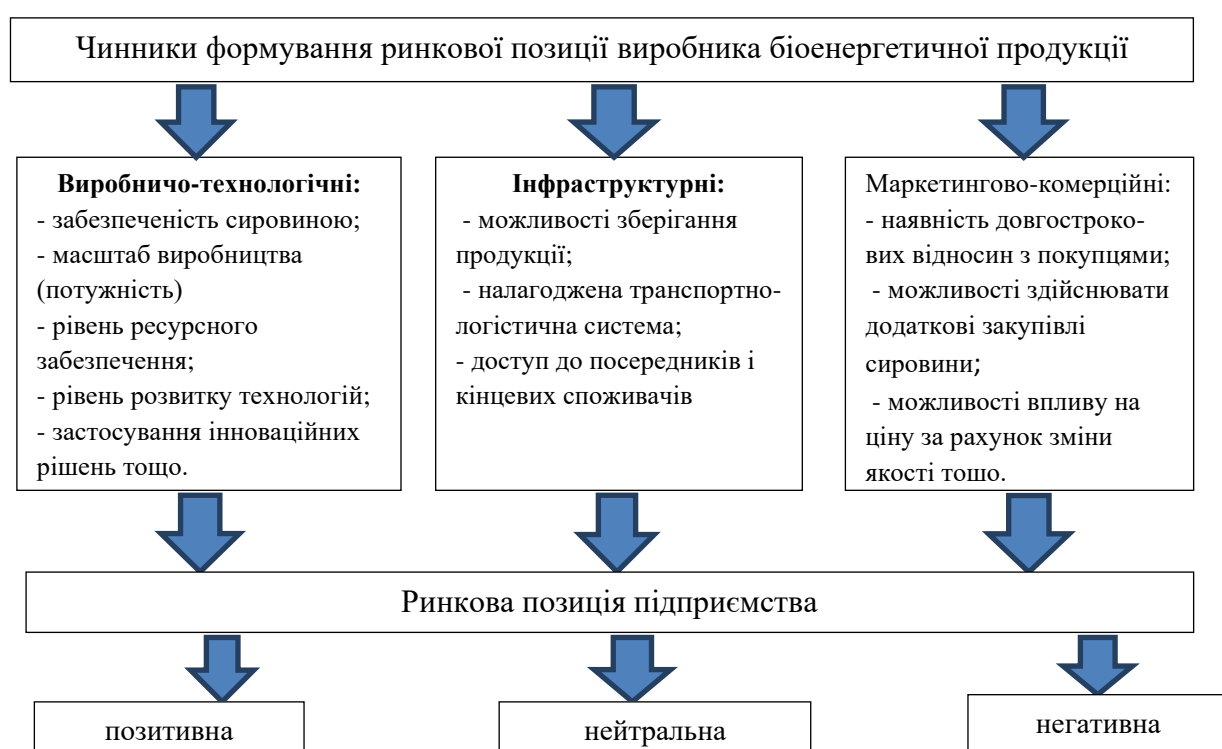 Чинники формування ринкової позиції виробника біоенергетичної продукції
Виробничо-технологічні:
- забезпеченість сировиною;
- масштаб виробництва
(потужність)
- рівень ресурсного
забезпечення;
- рівень розвитку технологій;
- застосування інноваційних
рішень тощо.
Інфраструктурні:
- можливості зберігання
продукції;
- налагоджена транспортно-
логістична система;
- доступ до посередників і
кінцевих споживачів
Маркетингово-комерційні:
- наявність довгостроко-
вих відносин з покупцями;
- можливості здійснювати
додаткові закупівлі
сировини;
- можливості впливу на
ціну за рахунок зміни
якості тошо.
Ринкова позиція підприємства
позитивна
нейтральна
негативна